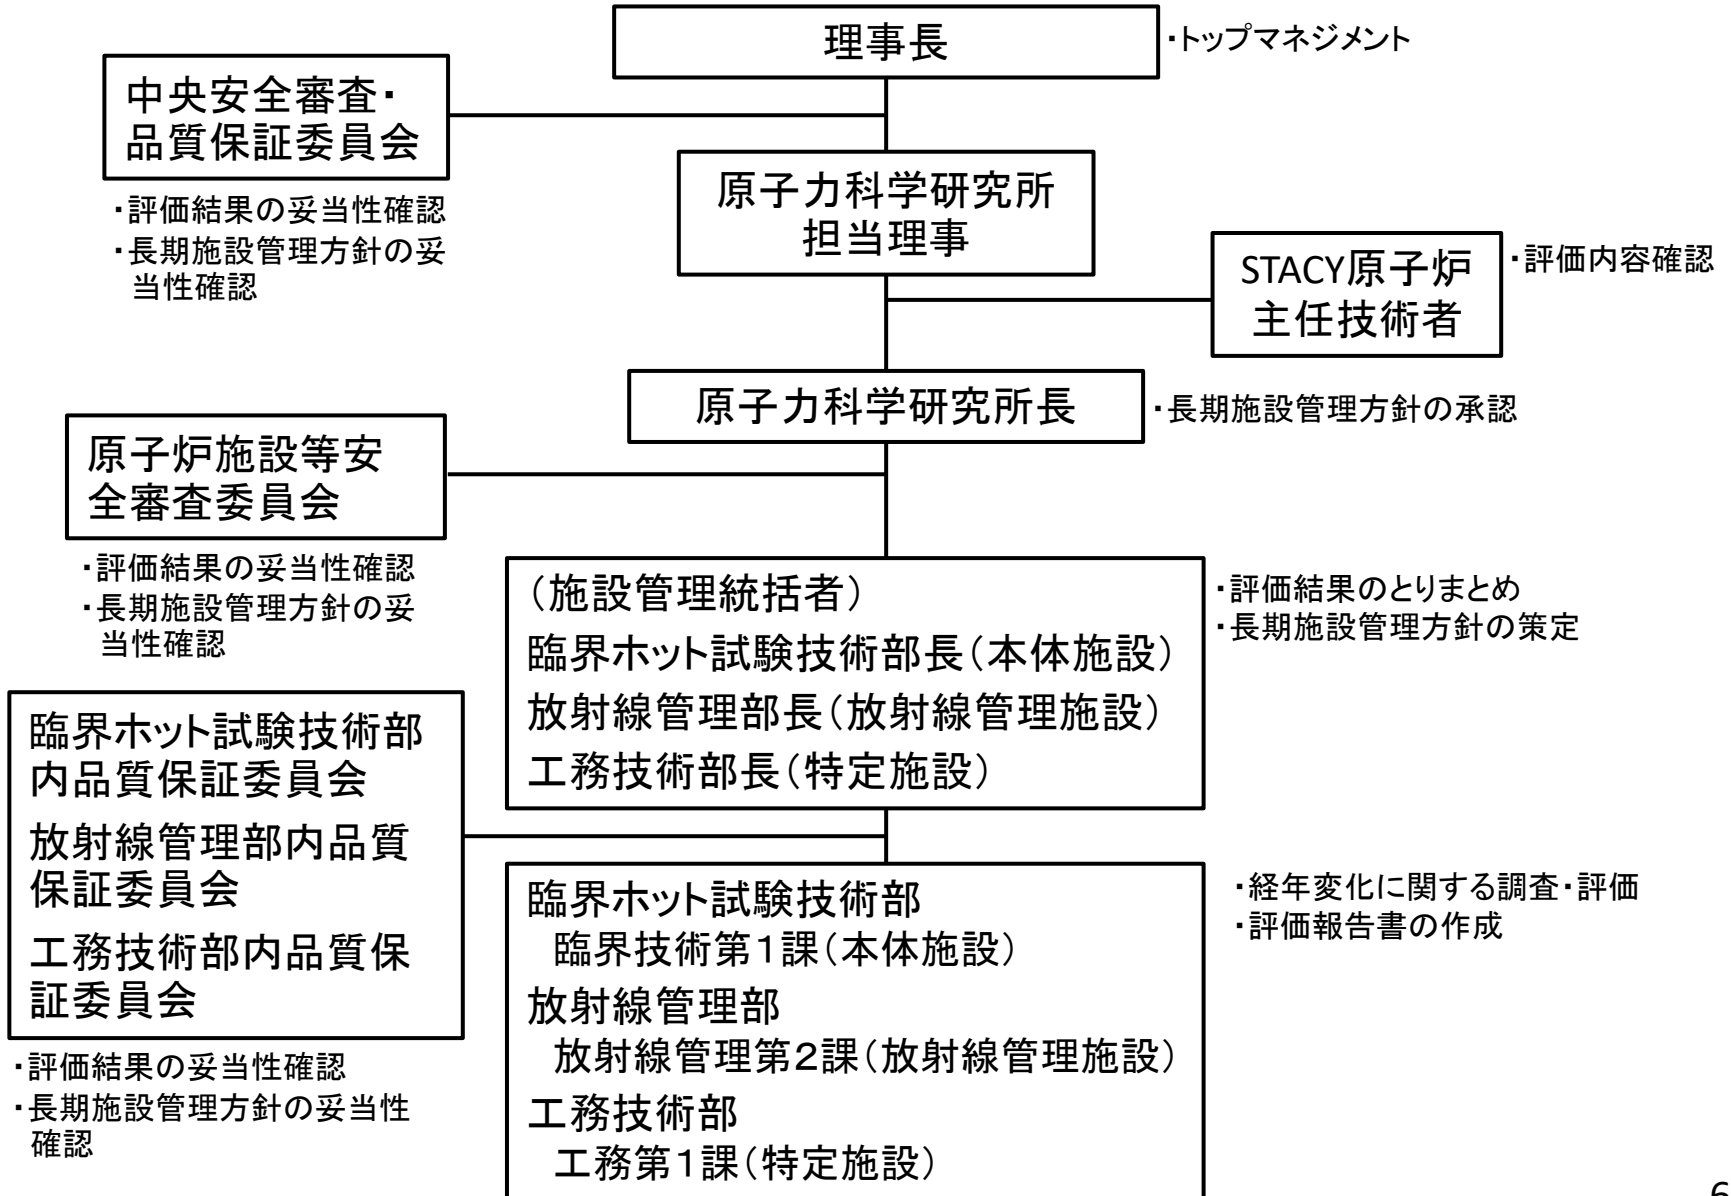 理事長
・トップマネジメント
中央安全審査・
品質保証委員会
・評価結果の妥当性確認
・長期施設管理方針の妥
当性確認
原子力科学研究所
担当理事
STACY原子炉
主任技術者
・評価内容確認
原子力科学研究所長
・長期施設管理方針の承認
原子炉施設等安
全審査委員会
・評価結果の妥当性確認
・長期施設管理方針の妥
当性確認
（施設管理統括者）
臨界ホット試験技術部長（本体施設）
放射線管理部長（放射線管理施設）
工務技術部長（特定施設）
・評価結果のとりまとめ
・長期施設管理方針の策定
臨界ホット試験技術部
内品質保証委員会
放射線管理部内品質
保証委員会
工務技術部内品質保
証委員会
・評価結果の妥当性確認
・長期施設管理方針の妥当性
確認
臨界ホット試験技術部
臨界技術第１課（本体施設）
放射線管理部
放射線管理第２課（放射線管理施設）
工務技術部
工務第１課（特定施設）
・経年変化に関する調査・評価
・評価報告書の作成
6